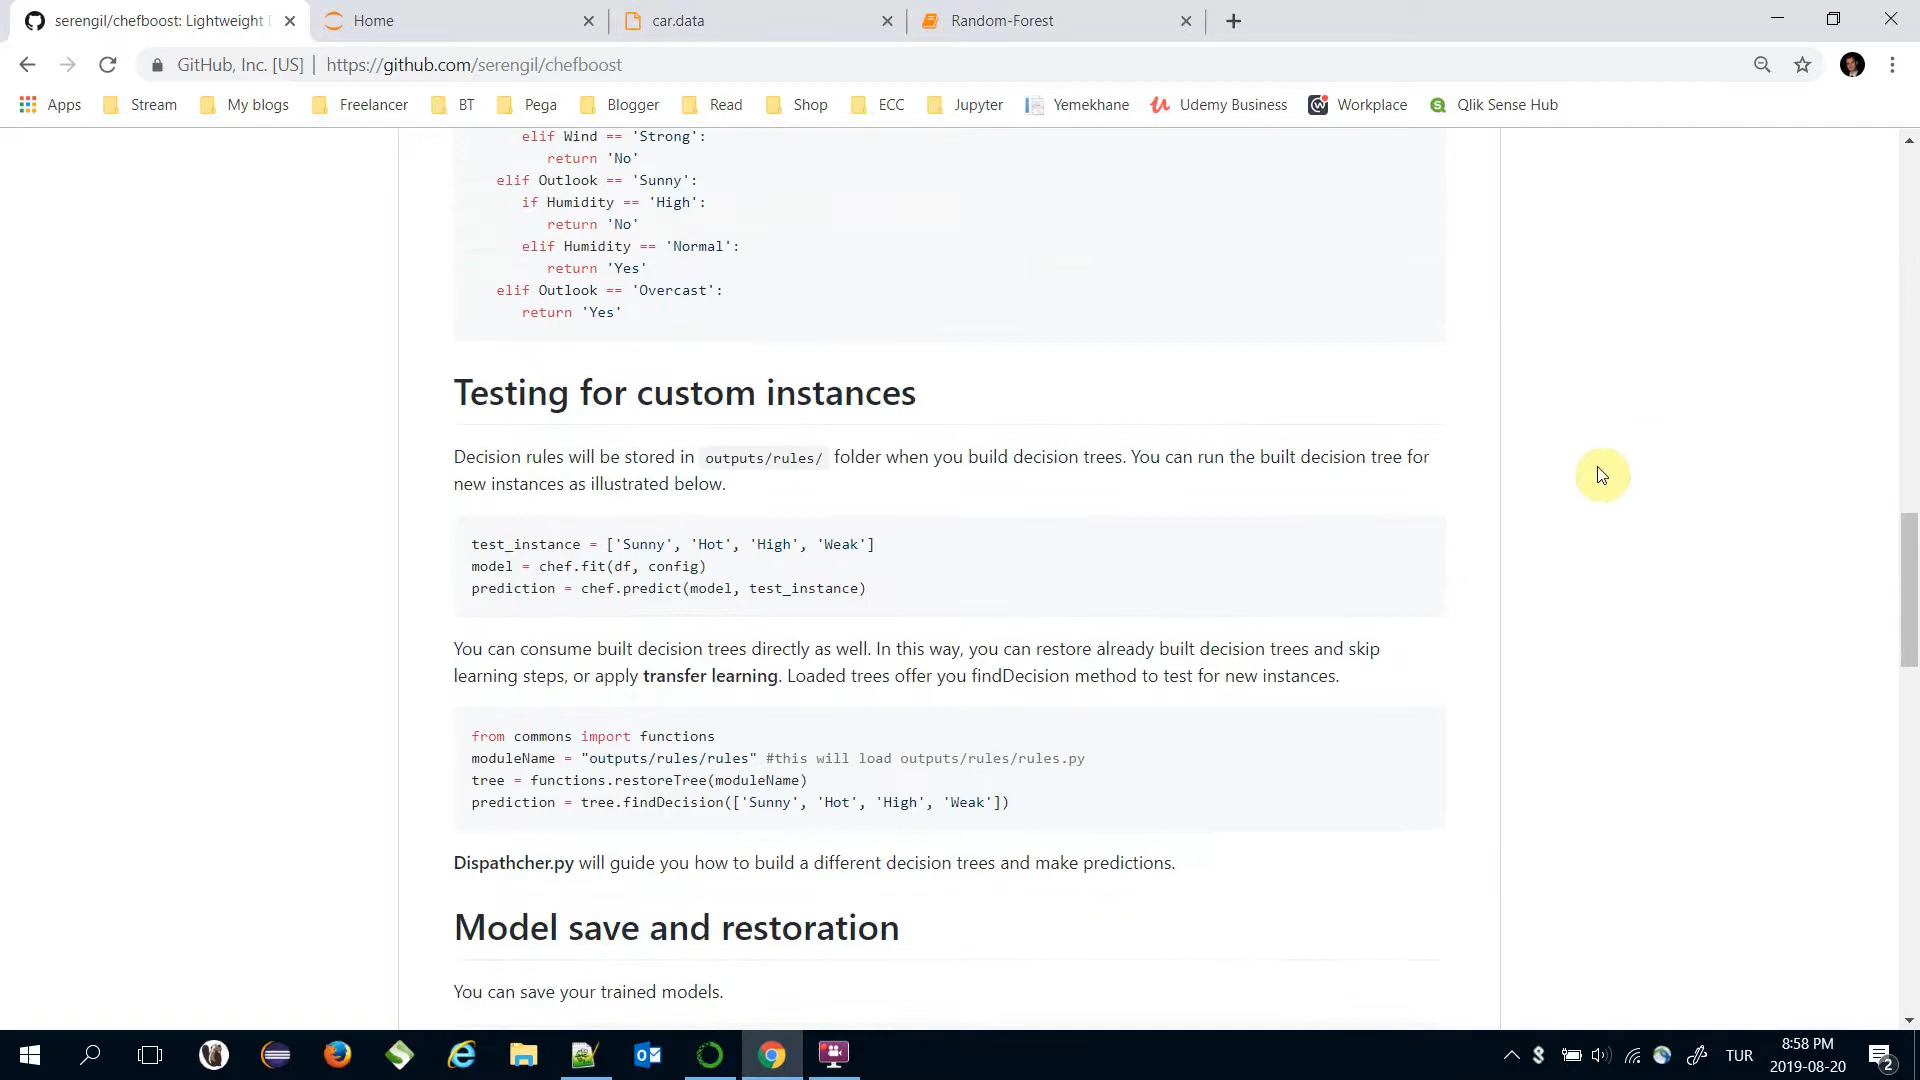 serengil/chefboost: Lightweight
Home
car.data
Random-Forest
GitHub, Inc. [US] | https://github.com/serengil/chefboost
Apps Stream My blogs Freelancer BT Pega Blogger Read Shop ECC Jupyter Yemekhane Udemy Business Workplace Qlik Sense Hub
elif Wind == 'Strong':
return 'No'
elif Outlook == 'Sunny':
if Humidity == 'High':
return 'No'
elif Humidity == 'Normal':
return 'Yes'
elif Outlook == 'Overcast':
return 'Yes'
Testing for custom instances
Decision rules will be stored in outputs/rules/ folder when you build decision trees. You can run the built decision tree for
new instances as illustrated below.
test_instance = ['Sunny', 'Hot', 'High', 'Weak']
model = chef.fit(df, config)
prediction = chef.predict(model, test_instance)
You can consume built decision trees directly as well. In this way, you can restore already built decision trees and skip
learning steps, or apply transfer learning. Loaded trees offer you findDecision method to test for new instances.
from commons import functions
moduleName = "outputs/rules/rules" #this will load outputs/rules/rules.py
tree = functions.restoreTree(moduleName)
prediction = tree.findDecision(['Sunny', 'Hot', 'High', 'Weak'])
Dispathcher.py will guide you how to build a different decision trees and make predictions.
Model save and restoration
You can save your trained models.
TUR
8:58 PM
2019-08-20
2